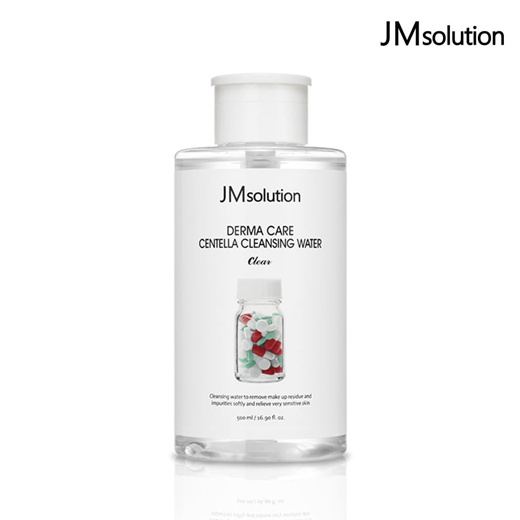 JMsolution
JMsolution
DERMA CARE
CENTELLA CLEANSING WATER
Clear
Cleansing water to remove make up residue and
impurities softly and relieve very sensitive skin
500 ml / 16.90 fl. oz.